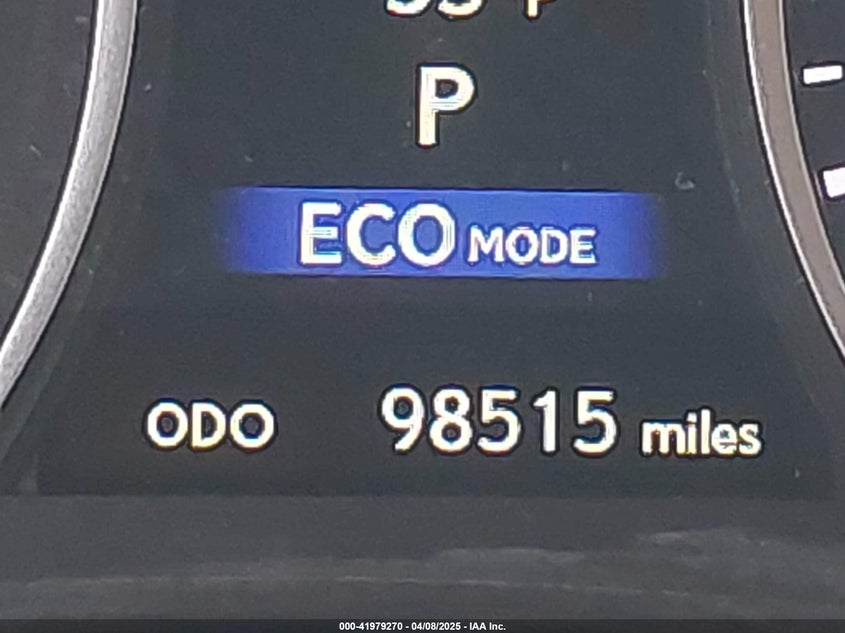 P
ECO MODE
ODO 98515 miles
000-41979270 - 04/08/2025 - IAA Inc.